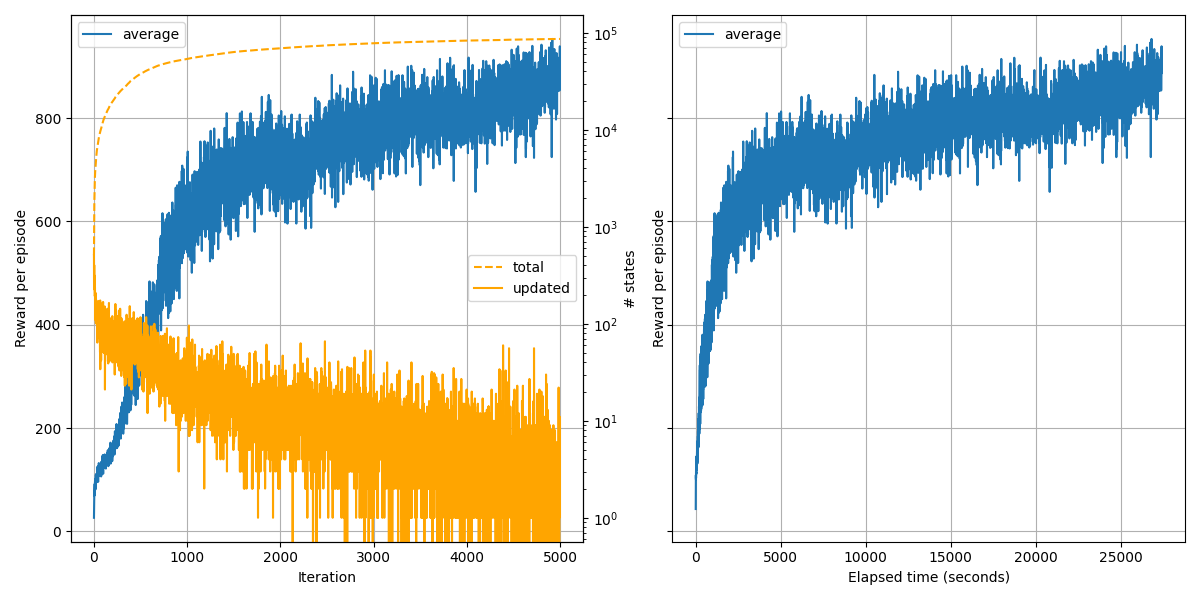 average
Reward per episode
800
600
400
200
0
0
1000
2000
3000
4000
5000
Iteration
10^5
10^4
10^3
10^2
10^1
10^0
# states
total
updated
average
Reward per episode
0
5000
10000
15000
20000
25000
Elapsed time (seconds)